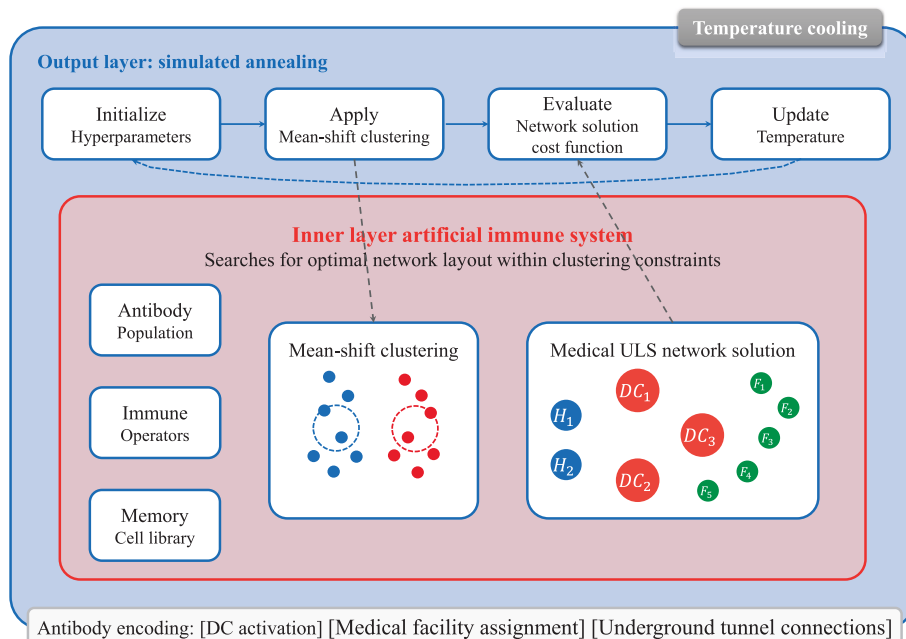 Temperature cooling
Output layer: simulated annealing
Initialize
Hyperparameters
Apply
Mean-shift clustering
Evaluate
Network solution
cost function
Update
Temperature
Inner layer artificial immune system
Searches for optimal network layout within clustering constraints
Antibody
Population
Immune
Operators
Memory
Cell library
Mean-shift clustering
Medical ULS network solution
H₁
H₂
DC₁
DC₂
DC₃
F₁
F₂
F₃
F₄
F₅
Antibody encoding: [DC activation] [Medical facility assignment] [Underground tunnel connections]